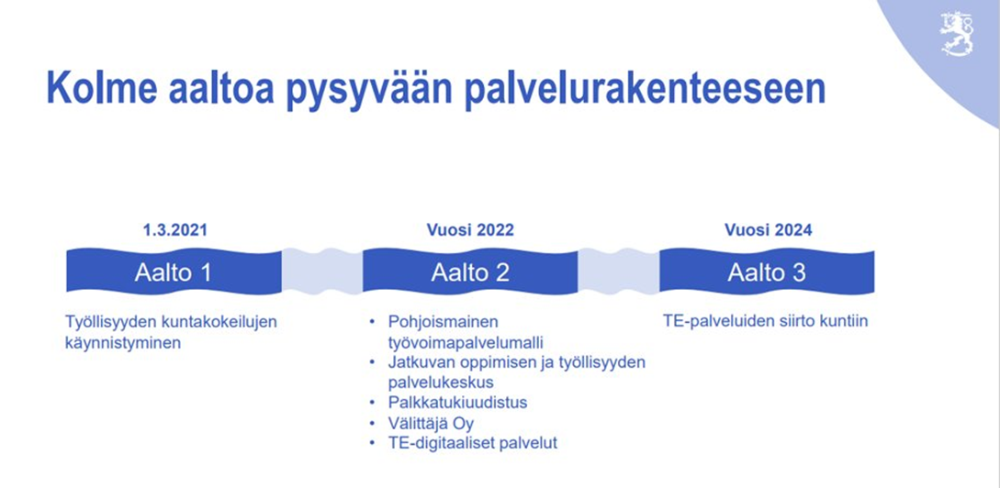 Kolme aaltoa pysyvään palvelurakenteeseen
1.3.2021
Aalto 1
Työllisyyden kuntakokeilujen
käynnistyminen
Vuosi 2022
Aalto 2
• Pohjoismainen
työvoimapalvelumalli
• Jatkuvan oppimisen ja työllisyyden
palvelukeskus
• Palkkatukiuudistus
• Välittäjä Oy
• TE-digitaaliset palvelut
Vuosi 2024
Aalto 3
TE-palveluiden siirto kuntiin